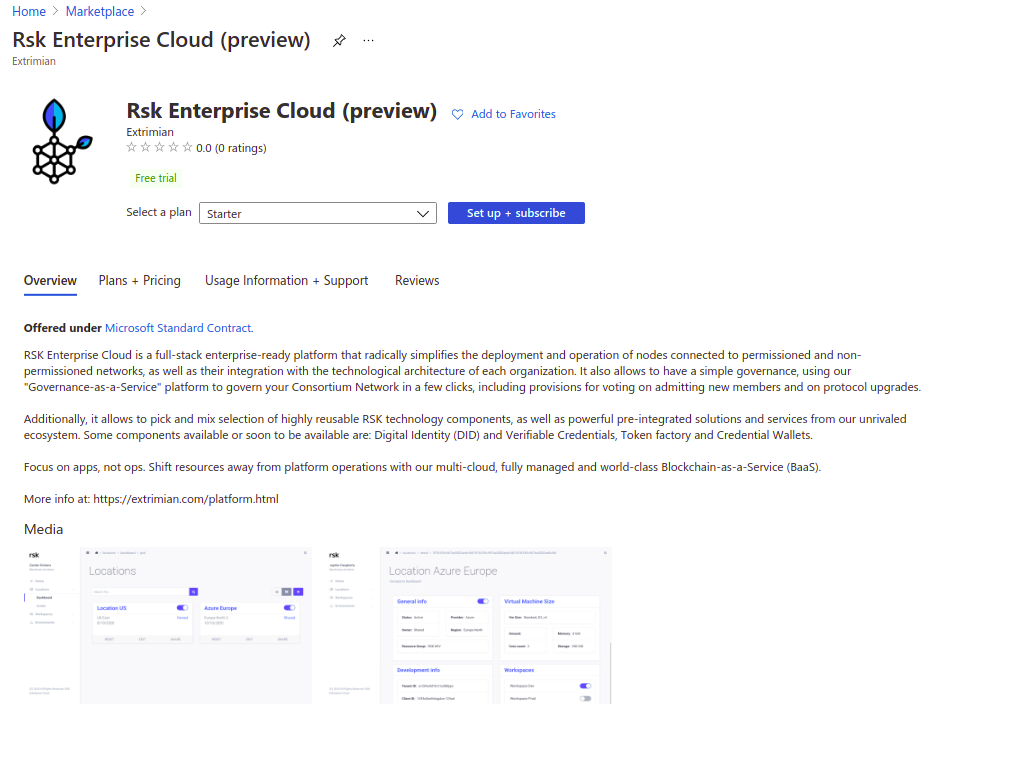 Home > Marketplace >
Rsk Enterprise Cloud (preview) ...
Extrimian
Rsk Enterprise Cloud (preview) Add to Favorites
Extrimian
0.0 (0 ratings)
Free trial
Select a plan Starter Set up + subscribe
Overview Plans + Pricing Usage Information + Support Reviews
Offered under Microsoft Standard Contract.
RSK Enterprise Cloud is a full-stack enterprise-ready platform that radically simplifies the deployment and operation of nodes connected to permissioned and non-
permissioned networks, as well as their integration with the technological architecture of each organization. It also allows to have a simple governance, using our
"Governance-as-a-Service" platform to govern your Consortium Network in a few clicks, including provisions for voting on admitting new members and on protocol upgrades.
Additionally, it allows to pick and mix selection of highly reusable RSK technology components, as well as powerful pre-integrated solutions and services from our unrivaled
ecosystem. Some components available or soon to be available are: Digital Identity (DID) and Verifiable Credentials, Token factory and Credential Wallets.
Focus on apps, not ops. Shift resources away from platform operations with our multi-cloud, fully managed and world-class Blockchain-as-a-Service (BaaS).
More info at: https://extrimian.com/platform.html
Media
rsk
Locations
Location US Azure Europe
rsk
Location Azure Europe
General info Virtual Machine Size
Development info Workspaces